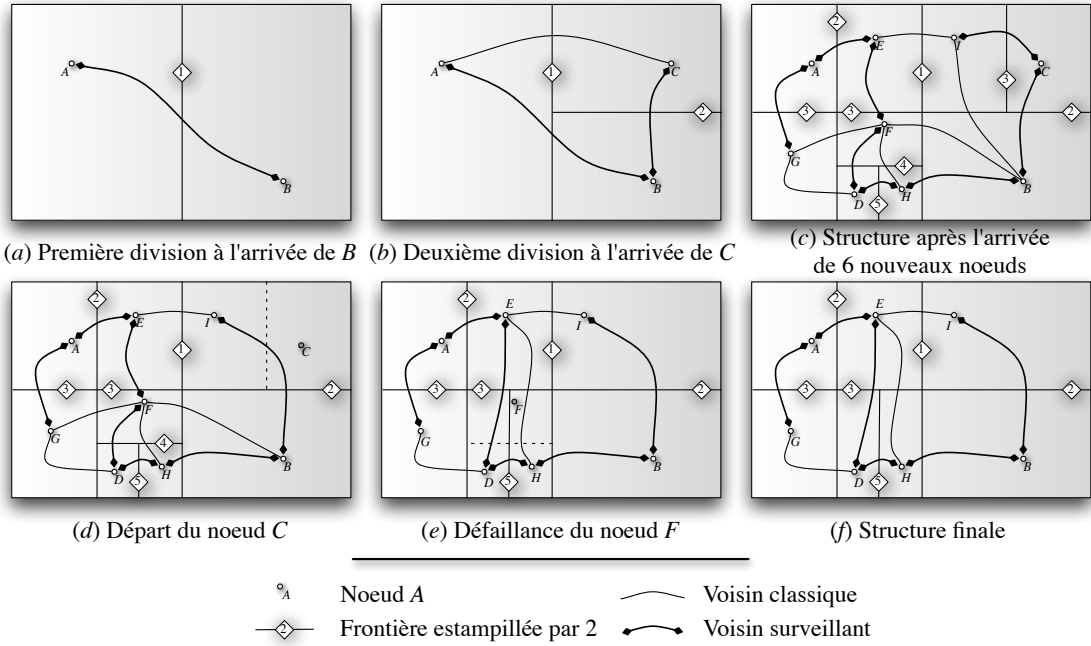 A
1
B
A
1
C
2
B
2
E
I
A
1
3
C
3
3
2
F
G
4
B
D
H
5
(a) Première division à l'arrivée de B
(b) Deuxième division à l'arrivée de C
(c) Structure après l'arrivée
de 6 nouveaux noeuds
2
E
I
A
1
C
3
3
2
F
G
4
B
D
H
5
2
E
I
A
1
3
3
2
F
G
B
D
H
5
2
E
I
A
1
3
3
2
G
B
D
H
5
(d) Départ du noeud C
(e) Défaillance du noeud F
(f) Structure finale
A
Noeud A
Voisin classique
2
Frontière estampillée par 2
Voisin surveillant